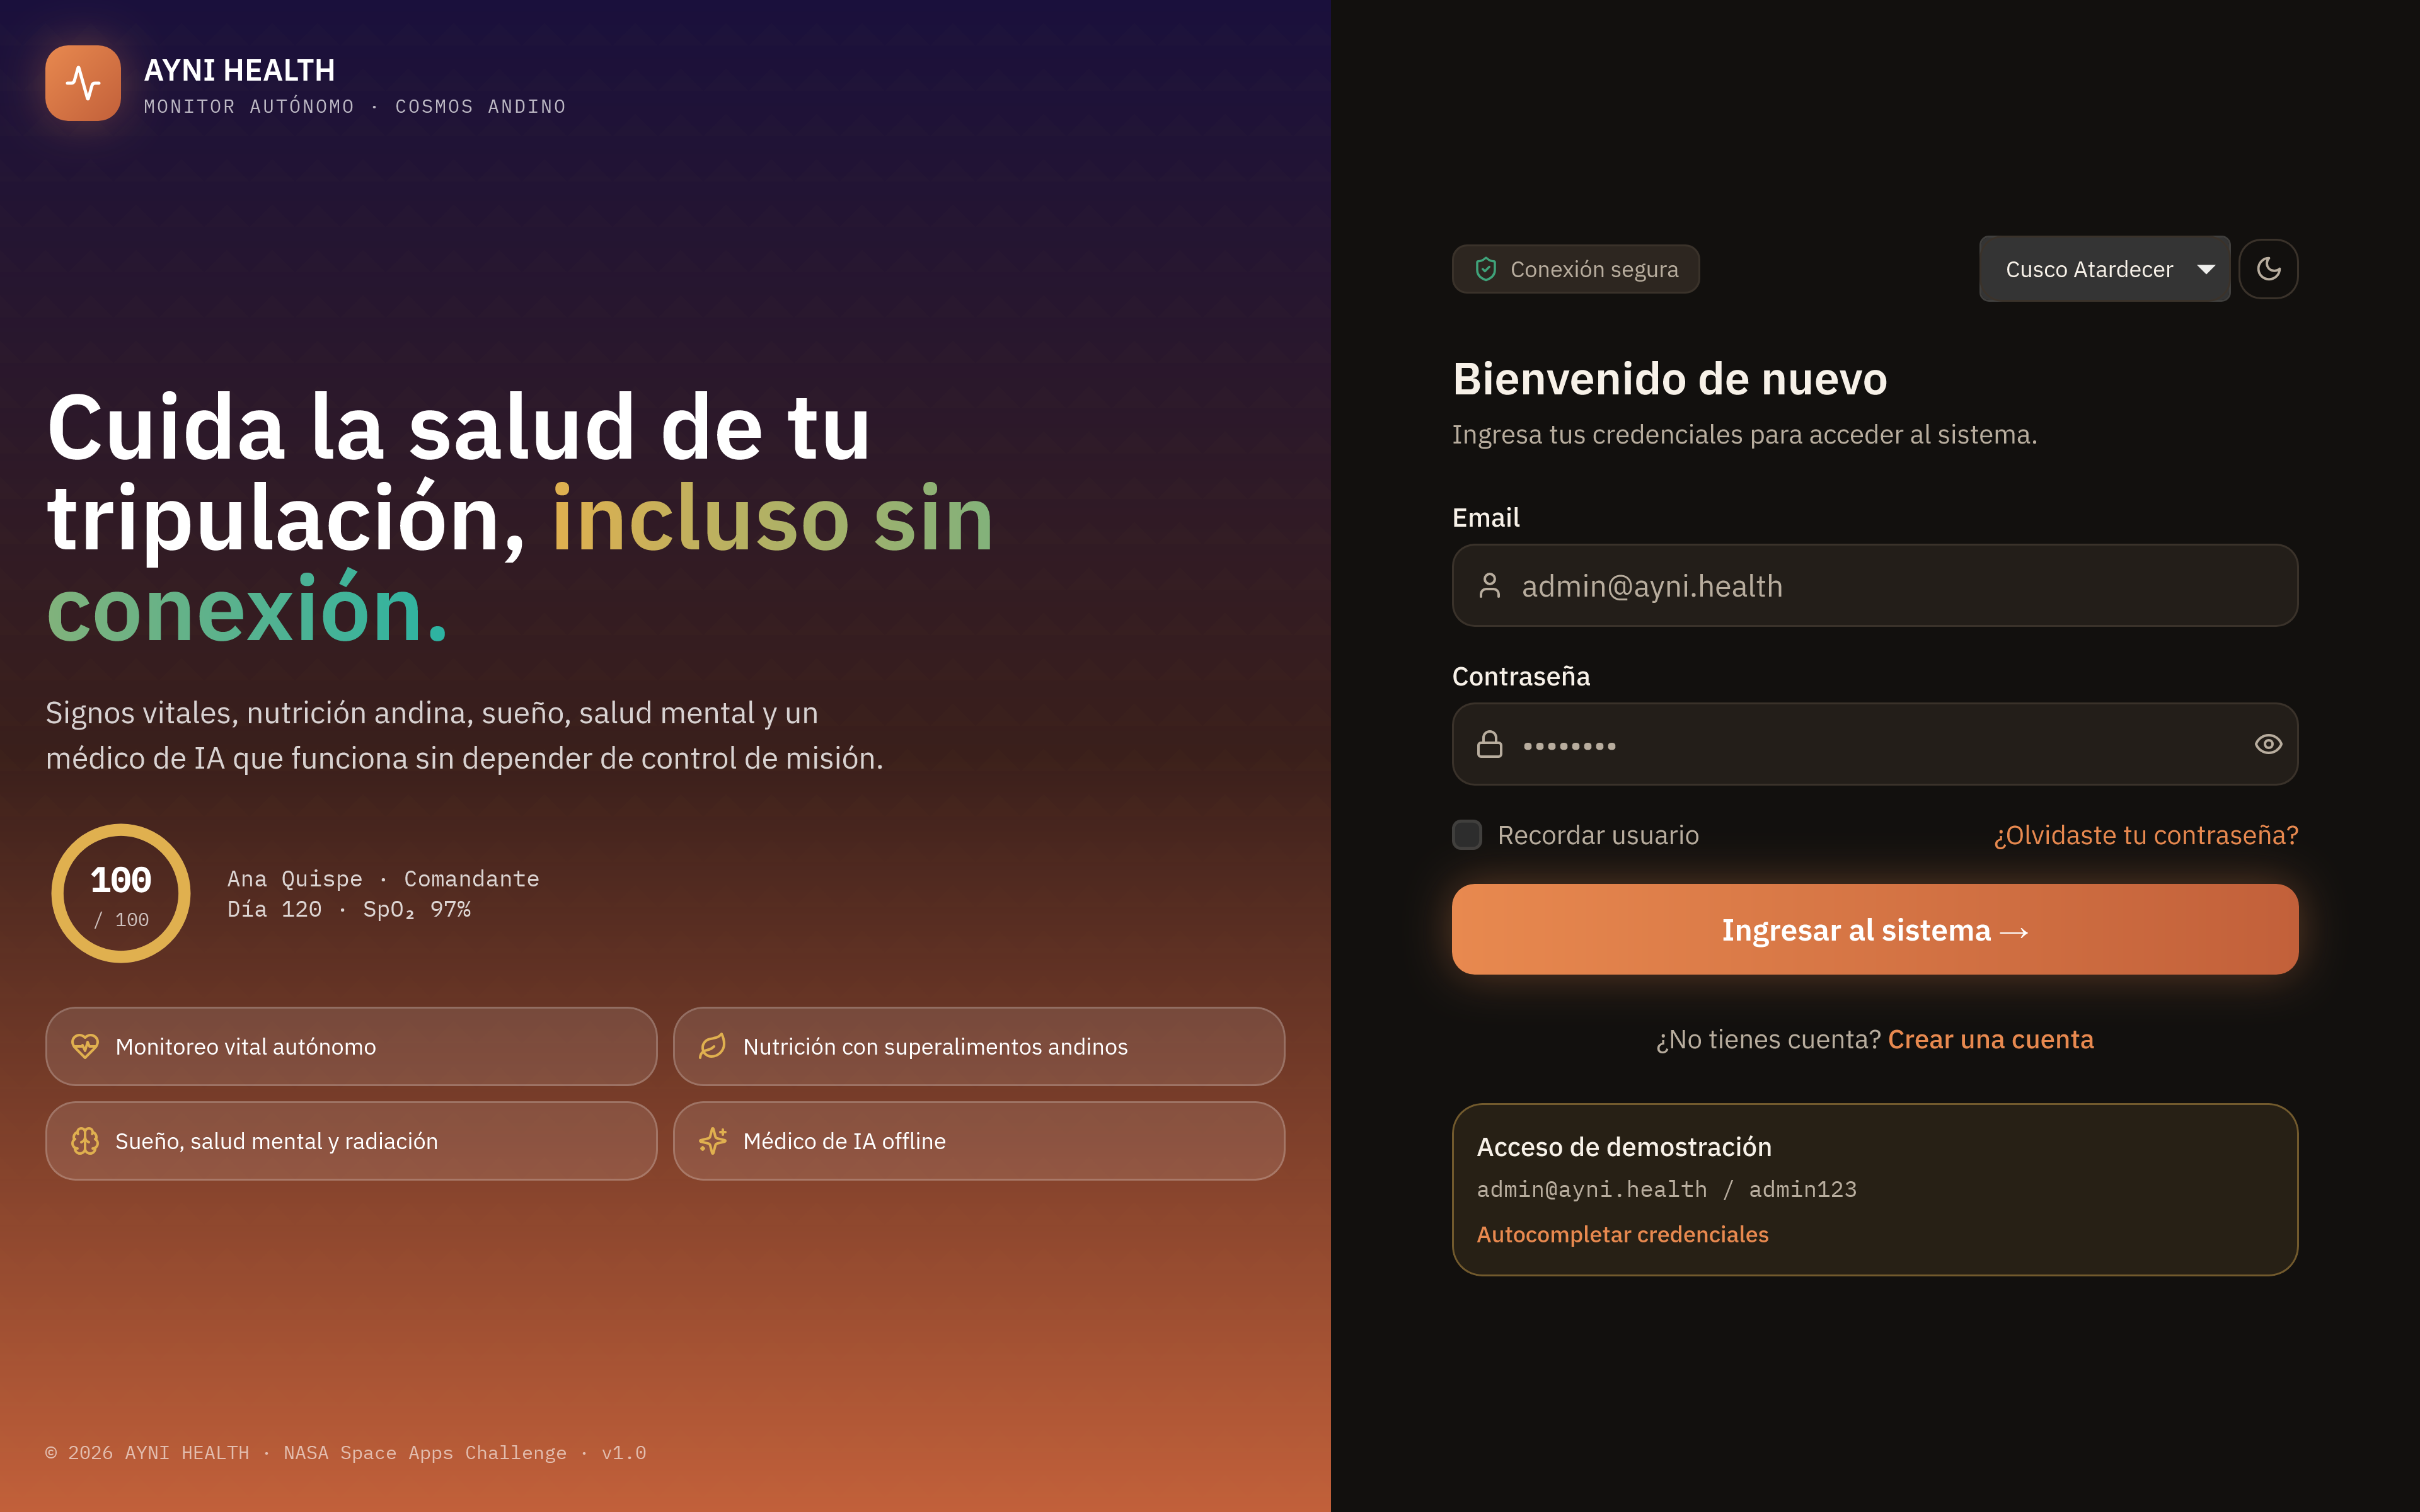 AYNI HEALTH
MONITOR AUTÓNOMO · COSMOS ANDINO
Cuida la salud de tu
tripulación, incluso sin
conexión.
Signos vitales, nutrición andina, sueño, salud mental y un
médico de IA que funciona sin depender de control de misión.
100
/ 100
Ana Quispe · Comandante
Día 120 · SpO₂ 97%
Monitoreo vital autónomo
Nutrición con superalimentos andinos
Sueño, salud mental y radiación
Médico de IA offline
© 2026 AYNI HEALTH · NASA Space Apps Challenge · v1.0
Conexión segura
Cusco Atardecer
Bienvenido de nuevo
Ingresa tus credenciales para acceder al sistema.
Email
admin@ayni.health
Contraseña
••••••••
Recordar usuario
¿Olvidaste tu contraseña?
Ingresar al sistema →
¿No tienes cuenta? Crear una cuenta
Acceso de demostración
admin@ayni.health / admin123
Autocompletar credenciales